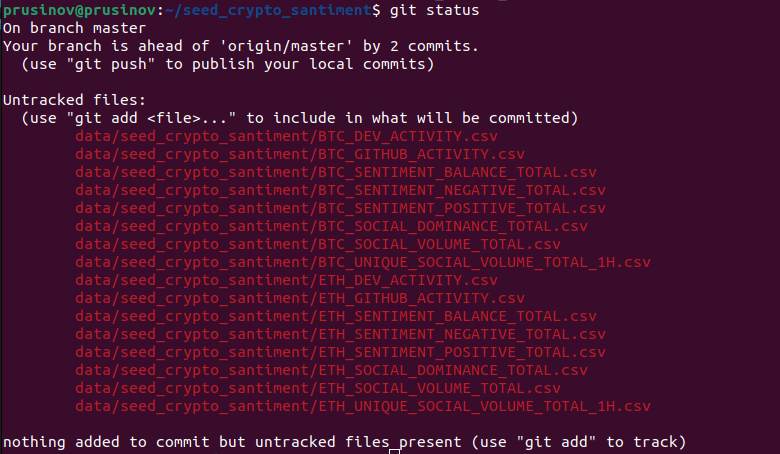 prusinov@prusinov:~/seed_crypto_santiment$ git status
On branch master
Your branch is ahead of 'origin/master' by 2 commits.
  (use "git push" to publish your local commits)

Untracked files:
  (use "git add <file>..." to include in what will be committed)
        data/seed_crypto_santiment/BTC_DEV_ACTIVITY.csv
        data/seed_crypto_santiment/BTC_GITHUB_ACTIVITY.csv
        data/seed_crypto_santiment/BTC_SENTIMENT_BALANCE_TOTAL.csv
        data/seed_crypto_santiment/BTC_SENTIMENT_NEGATIVE_TOTAL.csv
        data/seed_crypto_santiment/BTC_SENTIMENT_POSITIVE_TOTAL.csv
        data/seed_crypto_santiment/BTC_SOCIAL_DOMINANCE_TOTAL.csv
        data/seed_crypto_santiment/BTC_SOCIAL_VOLUME_TOTAL.csv
        data/seed_crypto_santiment/BTC_UNIQUE_SOCIAL_VOLUME_TOTAL_1H.csv
        data/seed_crypto_santiment/ETH_DEV_ACTIVITY.csv
        data/seed_crypto_santiment/ETH_GITHUB_ACTIVITY.csv
        data/seed_crypto_santiment/ETH_SENTIMENT_BALANCE_TOTAL.csv
        data/seed_crypto_santiment/ETH_SENTIMENT_NEGATIVE_TOTAL.csv
        data/seed_crypto_santiment/ETH_SENTIMENT_POSITIVE_TOTAL.csv
        data/seed_crypto_santiment/ETH_SOCIAL_DOMINANCE_TOTAL.csv
        data/seed_crypto_santiment/ETH_SOCIAL_VOLUME_TOTAL.csv
        data/seed_crypto_santiment/ETH_UNIQUE_SOCIAL_VOLUME_TOTAL_1H.csv

nothing added to commit but untracked files present (use "git add" to track)